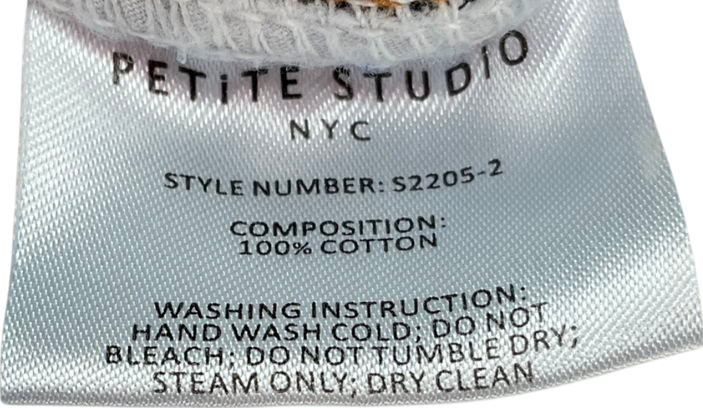 PETiTE STUDIO
NYC
STYLE NUMBER: S2205-2
COMPOSITION:
100% COTTON
WASHING INSTRUCTION:
HAND WASH COLD; DO NOT
BLEACH; DO NOT TUMBLE DRY;
STEAM ONLY; DRY CLEAN